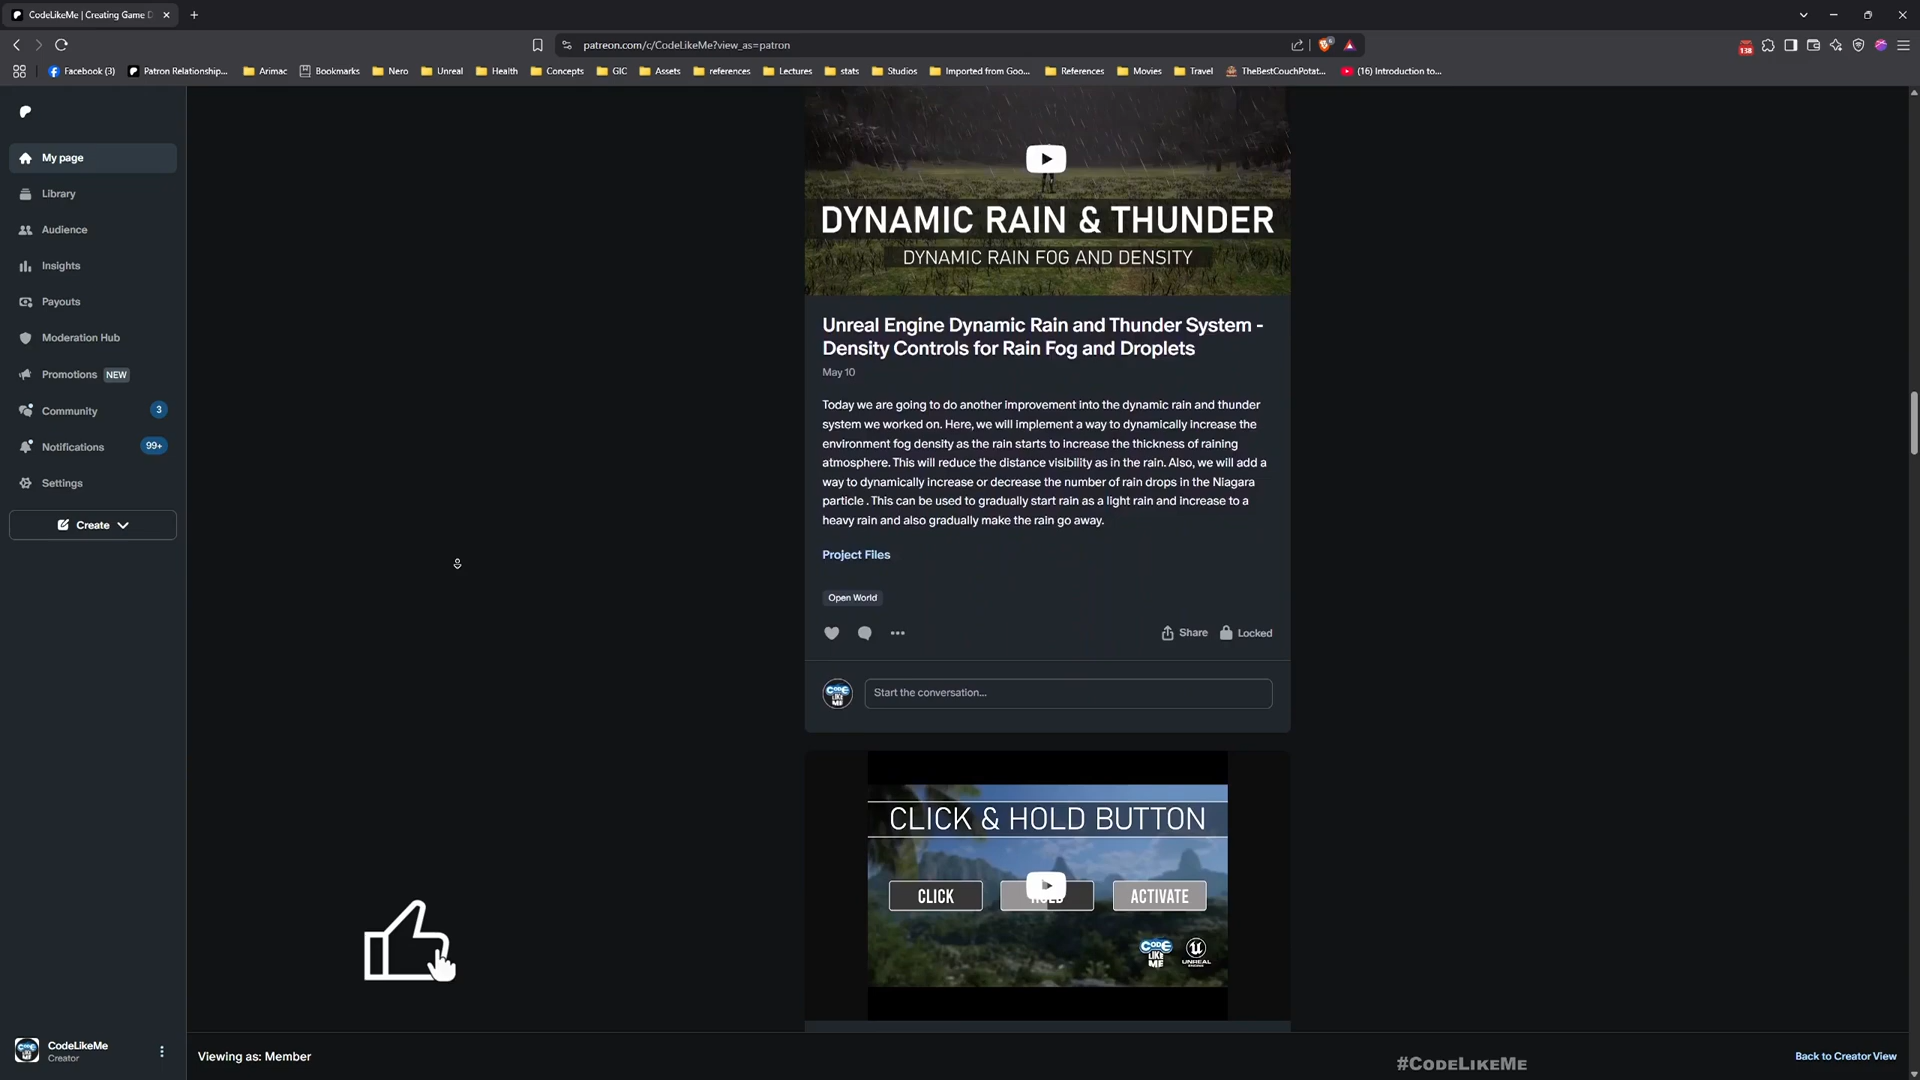 CodeLikeMe | Creating Game D
patreon.com/c/CodeLikeMe?view_as=patron
138
Facebook (3)
Patron Relationship...
Arimac
Bookmarks
Nero
Unreal
Health
Concepts
GIC
Assets
references
Lectures
stats
Studios
Imported from Goo...
References
Movies
Travel
TheBestCouchPotat...
(16) Introduction to...
My page
Library
Audience
Insights
Payouts
Moderation Hub
Promotions NEW
Community 3
Notifications 99+
Settings
Create
DYNAMIC RAIN & THUNDER
DYNAMIC RAIN FOG AND DENSITY
Unreal Engine Dynamic Rain and Thunder System -
Density Controls for Rain Fog and Droplets
May 10
Today we are going to do another improvement into the dynamic rain and thunder
system we worked on. Here, we will implement a way to dynamically increase the
environment fog density as the rain starts to increase the thickness of raining
atmosphere. This will reduce the distance visibility as in the rain. Also, we will add a
way to dynamically increase or decrease the number of rain drops in the Niagara
particle . This can be used to gradually start rain as a light rain and increase to a
heavy rain and also gradually make the rain go away.
Project Files
Open World
Share
Locked
CODE LIKE ME
Start the conversation...
CLICK & HOLD BUTTON
CLICK
HOLD
ACTIVATE
CODE LIKE ME
UNREAL
CodeLikeMe
Creator
Viewing as: Member
#CodeLikeMe
Back to Creator View